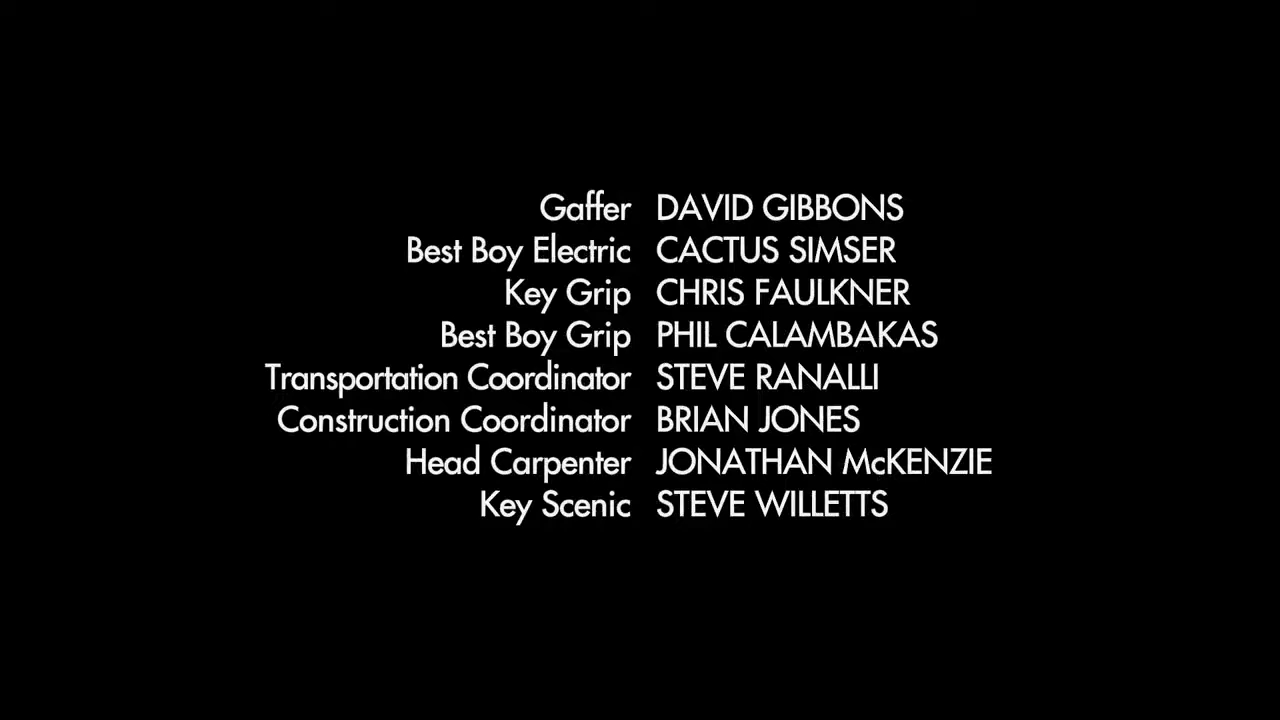 Gaffer DAVID GIBBONS
Best Boy Electric CACTUS SIMSER
Key Grip CHRIS FAULKNER
Best Boy Grip PHIL CALAMBAKAS
Transportation Coordinator STEVE RANALLI
Construction Coordinator BRIAN JONES
Head Carpenter JONATHAN McKENZIE
Key Scenic STEVE WILLETTS